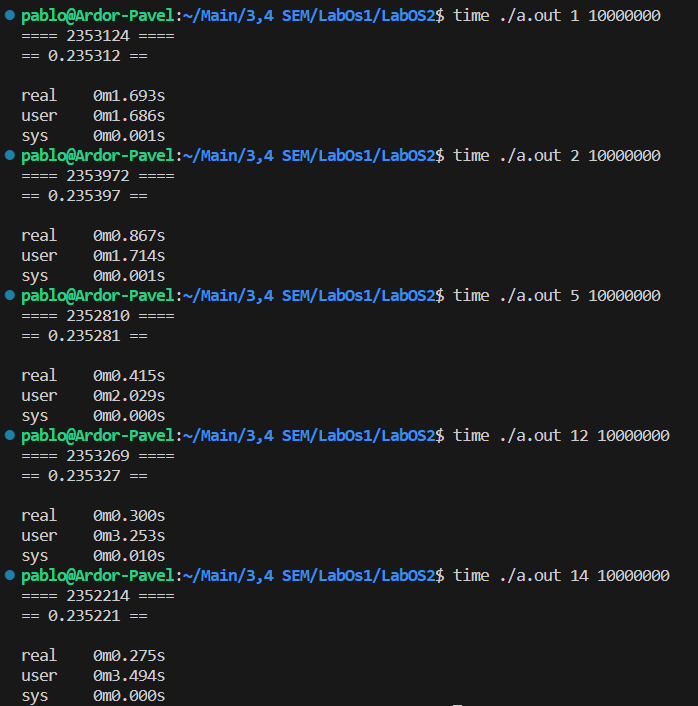 pablo@Ardor-Pavel:~/Main/3,4 SEM/LabOs1/LabOS2$ time ./a.out 1 10000000
==== 2353124 ====
== 0.235312 ==
real 0m1.693s
user 0m1.686s
sys 0m0.001s
pablo@Ardor-Pavel:~/Main/3,4 SEM/LabOs1/LabOS2$ time ./a.out 2 10000000
==== 2353972 ====
== 0.235397 ==
real 0m0.867s
user 0m1.714s
sys 0m0.001s
pablo@Ardor-Pavel:~/Main/3,4 SEM/LabOs1/LabOS2$ time ./a.out 5 10000000
==== 2352810 ====
== 0.235281 ==
real 0m0.415s
user 0m2.029s
sys 0m0.000s
pablo@Ardor-Pavel:~/Main/3,4 SEM/LabOs1/LabOS2$ time ./a.out 12 10000000
==== 2353269 ====
== 0.235327 ==
real 0m0.300s
user 0m3.253s
sys 0m0.010s
pablo@Ardor-Pavel:~/Main/3,4 SEM/LabOs1/LabOS2$ time ./a.out 14 10000000
==== 2352214 ====
== 0.235221 ==
real 0m0.275s
user 0m3.494s
sys 0m0.000s